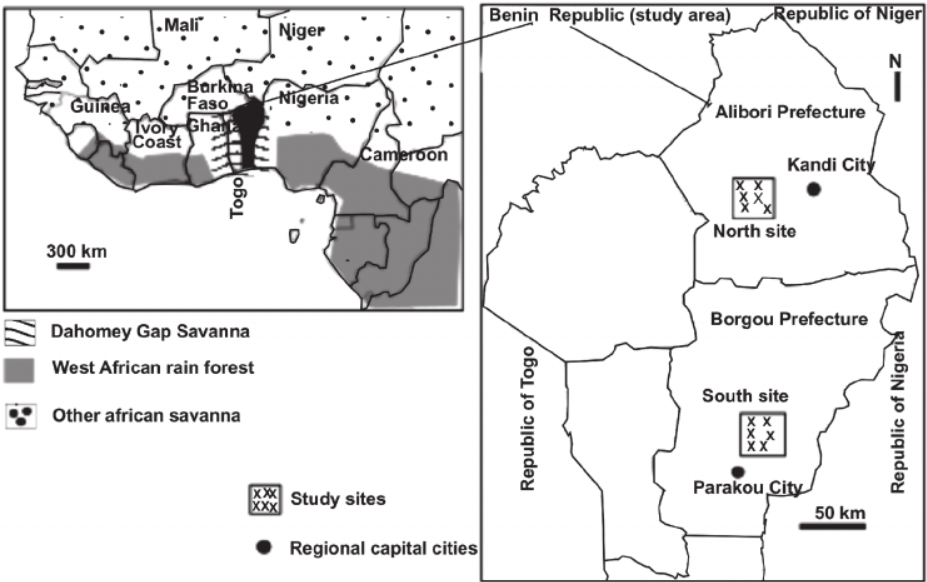 Mali
Niger
Burkina
Faso
Nigeria
Guinea
Ivory
Coast
Ghana
Cameroon
Togo
300 km
Dahomey Gap Savanna
West African rain forest
Other african savanna
Study sites
Regional capital cities
Benin Republic (study area)
Republic of Niger
N
Alibori Prefecture
Kandi City
North site
Borgou Prefecture
Republic of Togo
Republic of Nigeria
South site
Parakou City
50 km